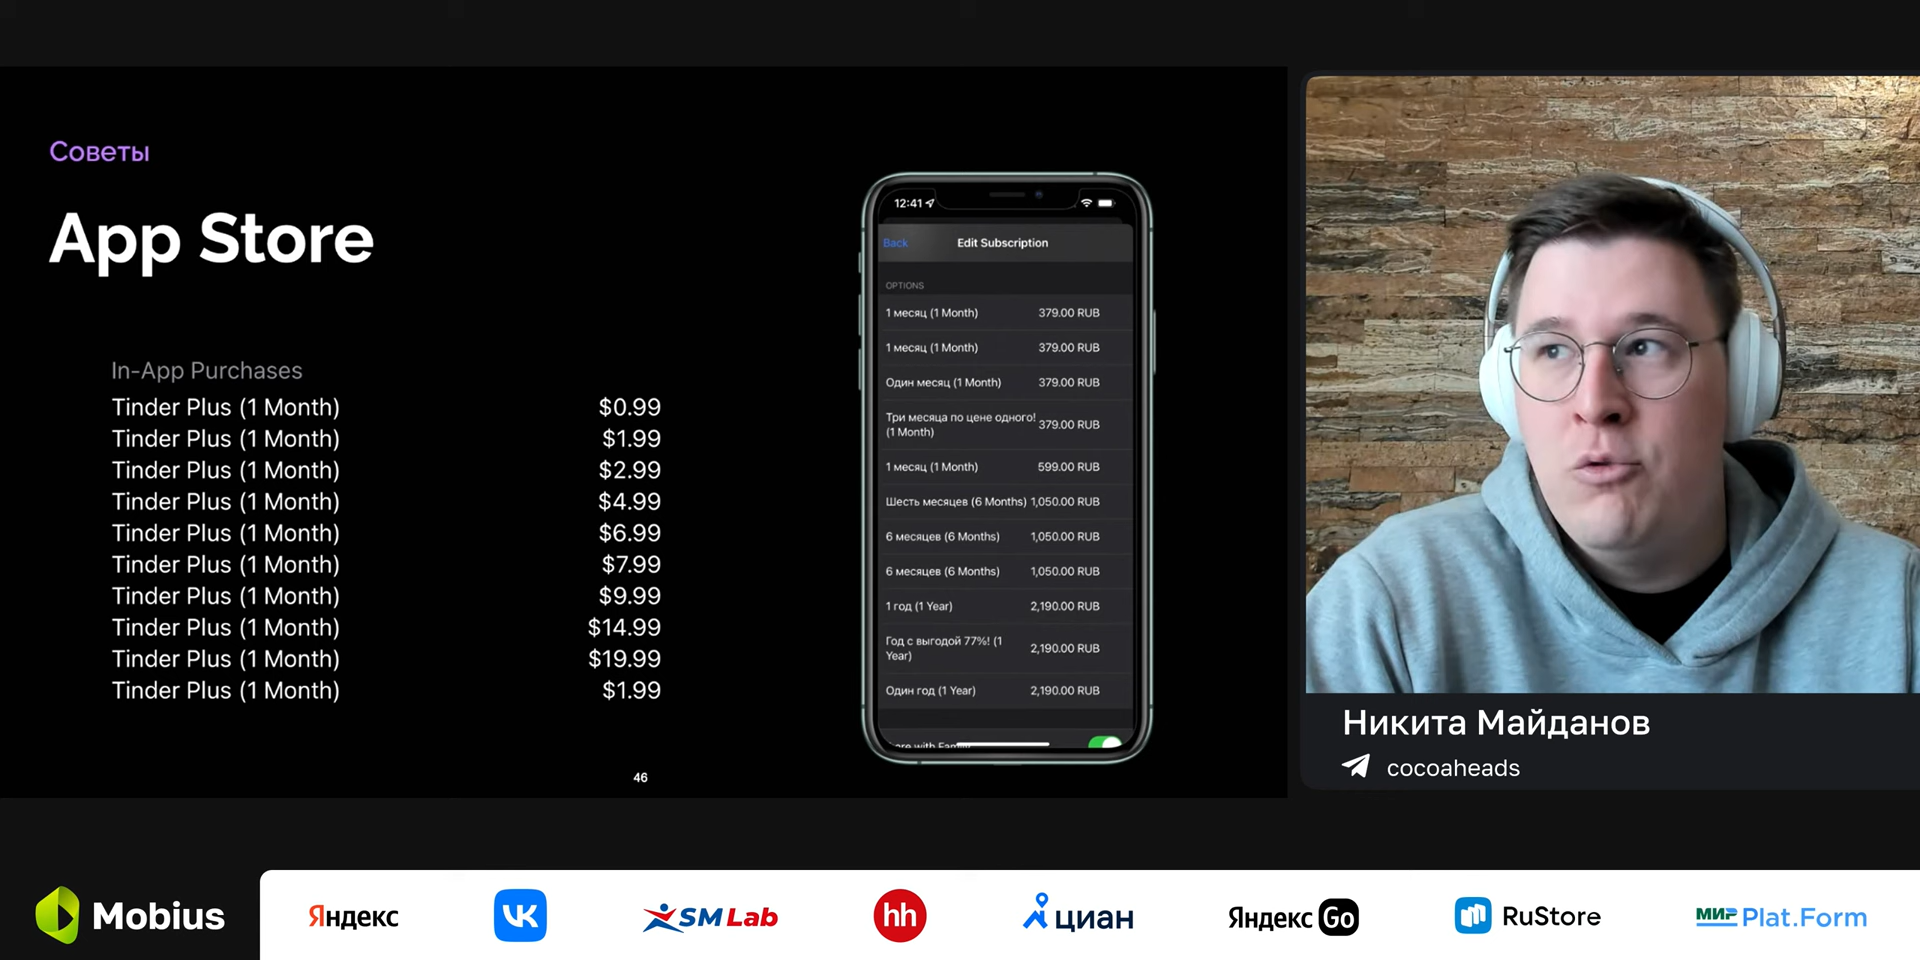 Советы
App Store
In-App Purchases
Tinder Plus (1 Month) $0.99
Tinder Plus (1 Month) $1.99
Tinder Plus (1 Month) $2.99
Tinder Plus (1 Month) $4.99
Tinder Plus (1 Month) $6.99
Tinder Plus (1 Month) $7.99
Tinder Plus (1 Month) $9.99
Tinder Plus (1 Month) $14.99
Tinder Plus (1 Month) $19.99
Tinder Plus (1 Month) $1.99
46
12:41
Back Edit Subscription
OPTIONS
1 месяц (1 Month) 379.00 RUB
1 месяц (1 Month) 379.00 RUB
Один месяц (1 Month) 379.00 RUB
Три месяца по цене одного!
(1 Month) 379.00 RUB
1 месяц (1 Month) 599.00 RUB
Шесть месяцев (6 Months) 1,050.00 RUB
6 месяцев (6 Months) 1,050.00 RUB
6 месяцев (6 Months) 1,050.00 RUB
1 год (1 Year) 2,190.00 RUB
Год с выгодой 77%! (1
Year) 2,190.00 RUB
Один год (1 Year) 2,190.00 RUB
with
Никита Майданов
cocoaheads
Mobius
Яндекс
VK
SM Lab
hh
циан
Яндекс Go
RuStore
МИР Plat.Form